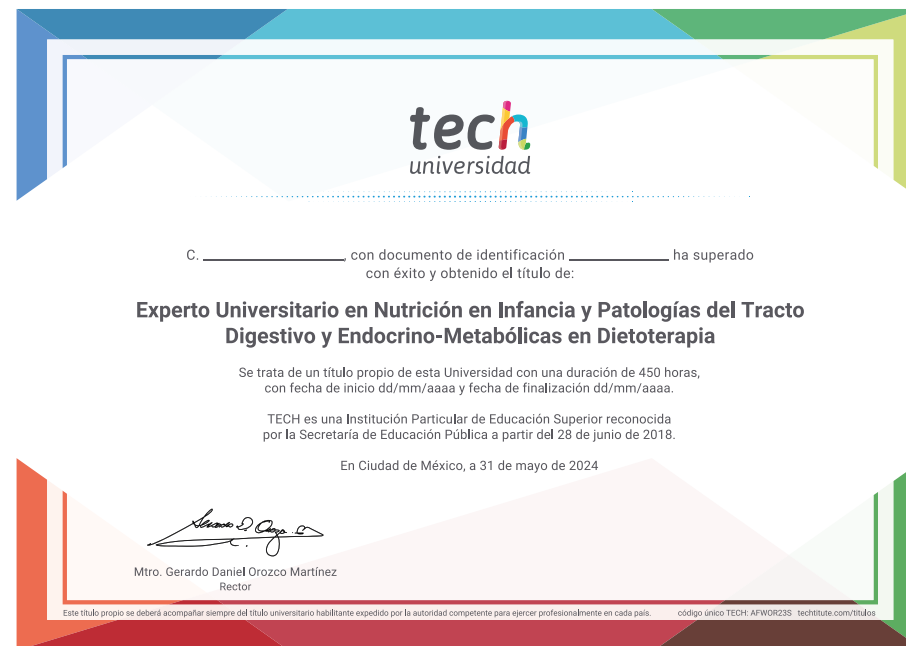 tech
universidad
C. ____________, con documento de identificación ____________ ha superado
con éxito y obtenido el título de:
Experto Universitario en Nutrición en Infancia y Patologías del Tracto
Digestivo y Endocrino-Metabólicas en Dietoterapia
Se trata de un título propio de esta Universidad con una duración de 450 horas,
con fecha de inicio dd/mm/aaaa y fecha de finalización dd/mm/aaaa.
TECH es una Institución Particular de Educación Superior reconocida
por la Secretaría de Educación Pública a partir del 28 de junio de 2018.
En Ciudad de México, a 31 de mayo de 2024
Mtro. Gerardo Daniel Orozco Martínez
Rector
Este título propio se deberá acompañar siempre del título universitario habilitante expedido por la autoridad competente para ejercer profesionalmente en cada país. código único TECH: AFWOR23S techtitute.com/titulos